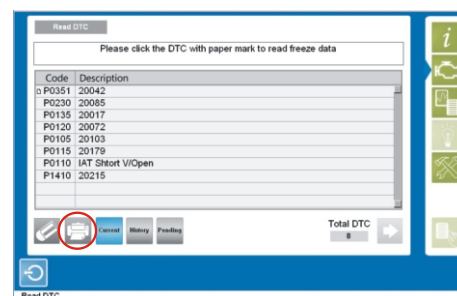 Read DTC
Please click the DTC with paper mark to read freeze data
Code Description
P0351 20042
P0230 20085
P0135 20017
P0120 20072
P0105 20103
P0115 20179
P0110 IAT Shtort V/Open
P1410 20215
Current History Pending
Total DTC
8
Read DTC